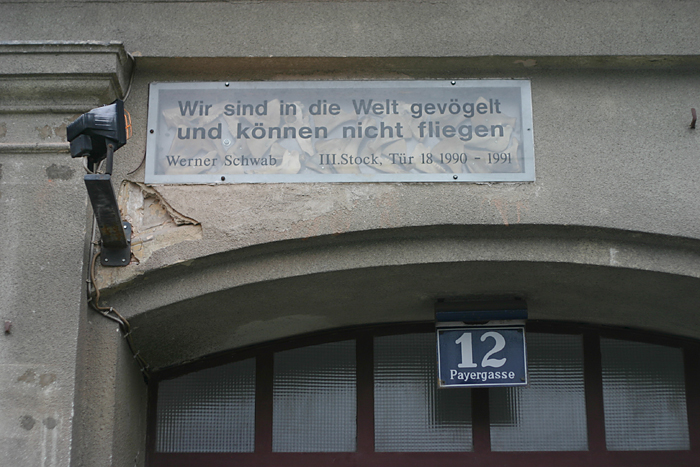 Wir sind in die Welt gevögelt
und können nicht fliegen
Werner Schwab III.Stock, Tür 18 1990 - 1991
12
Payergasse